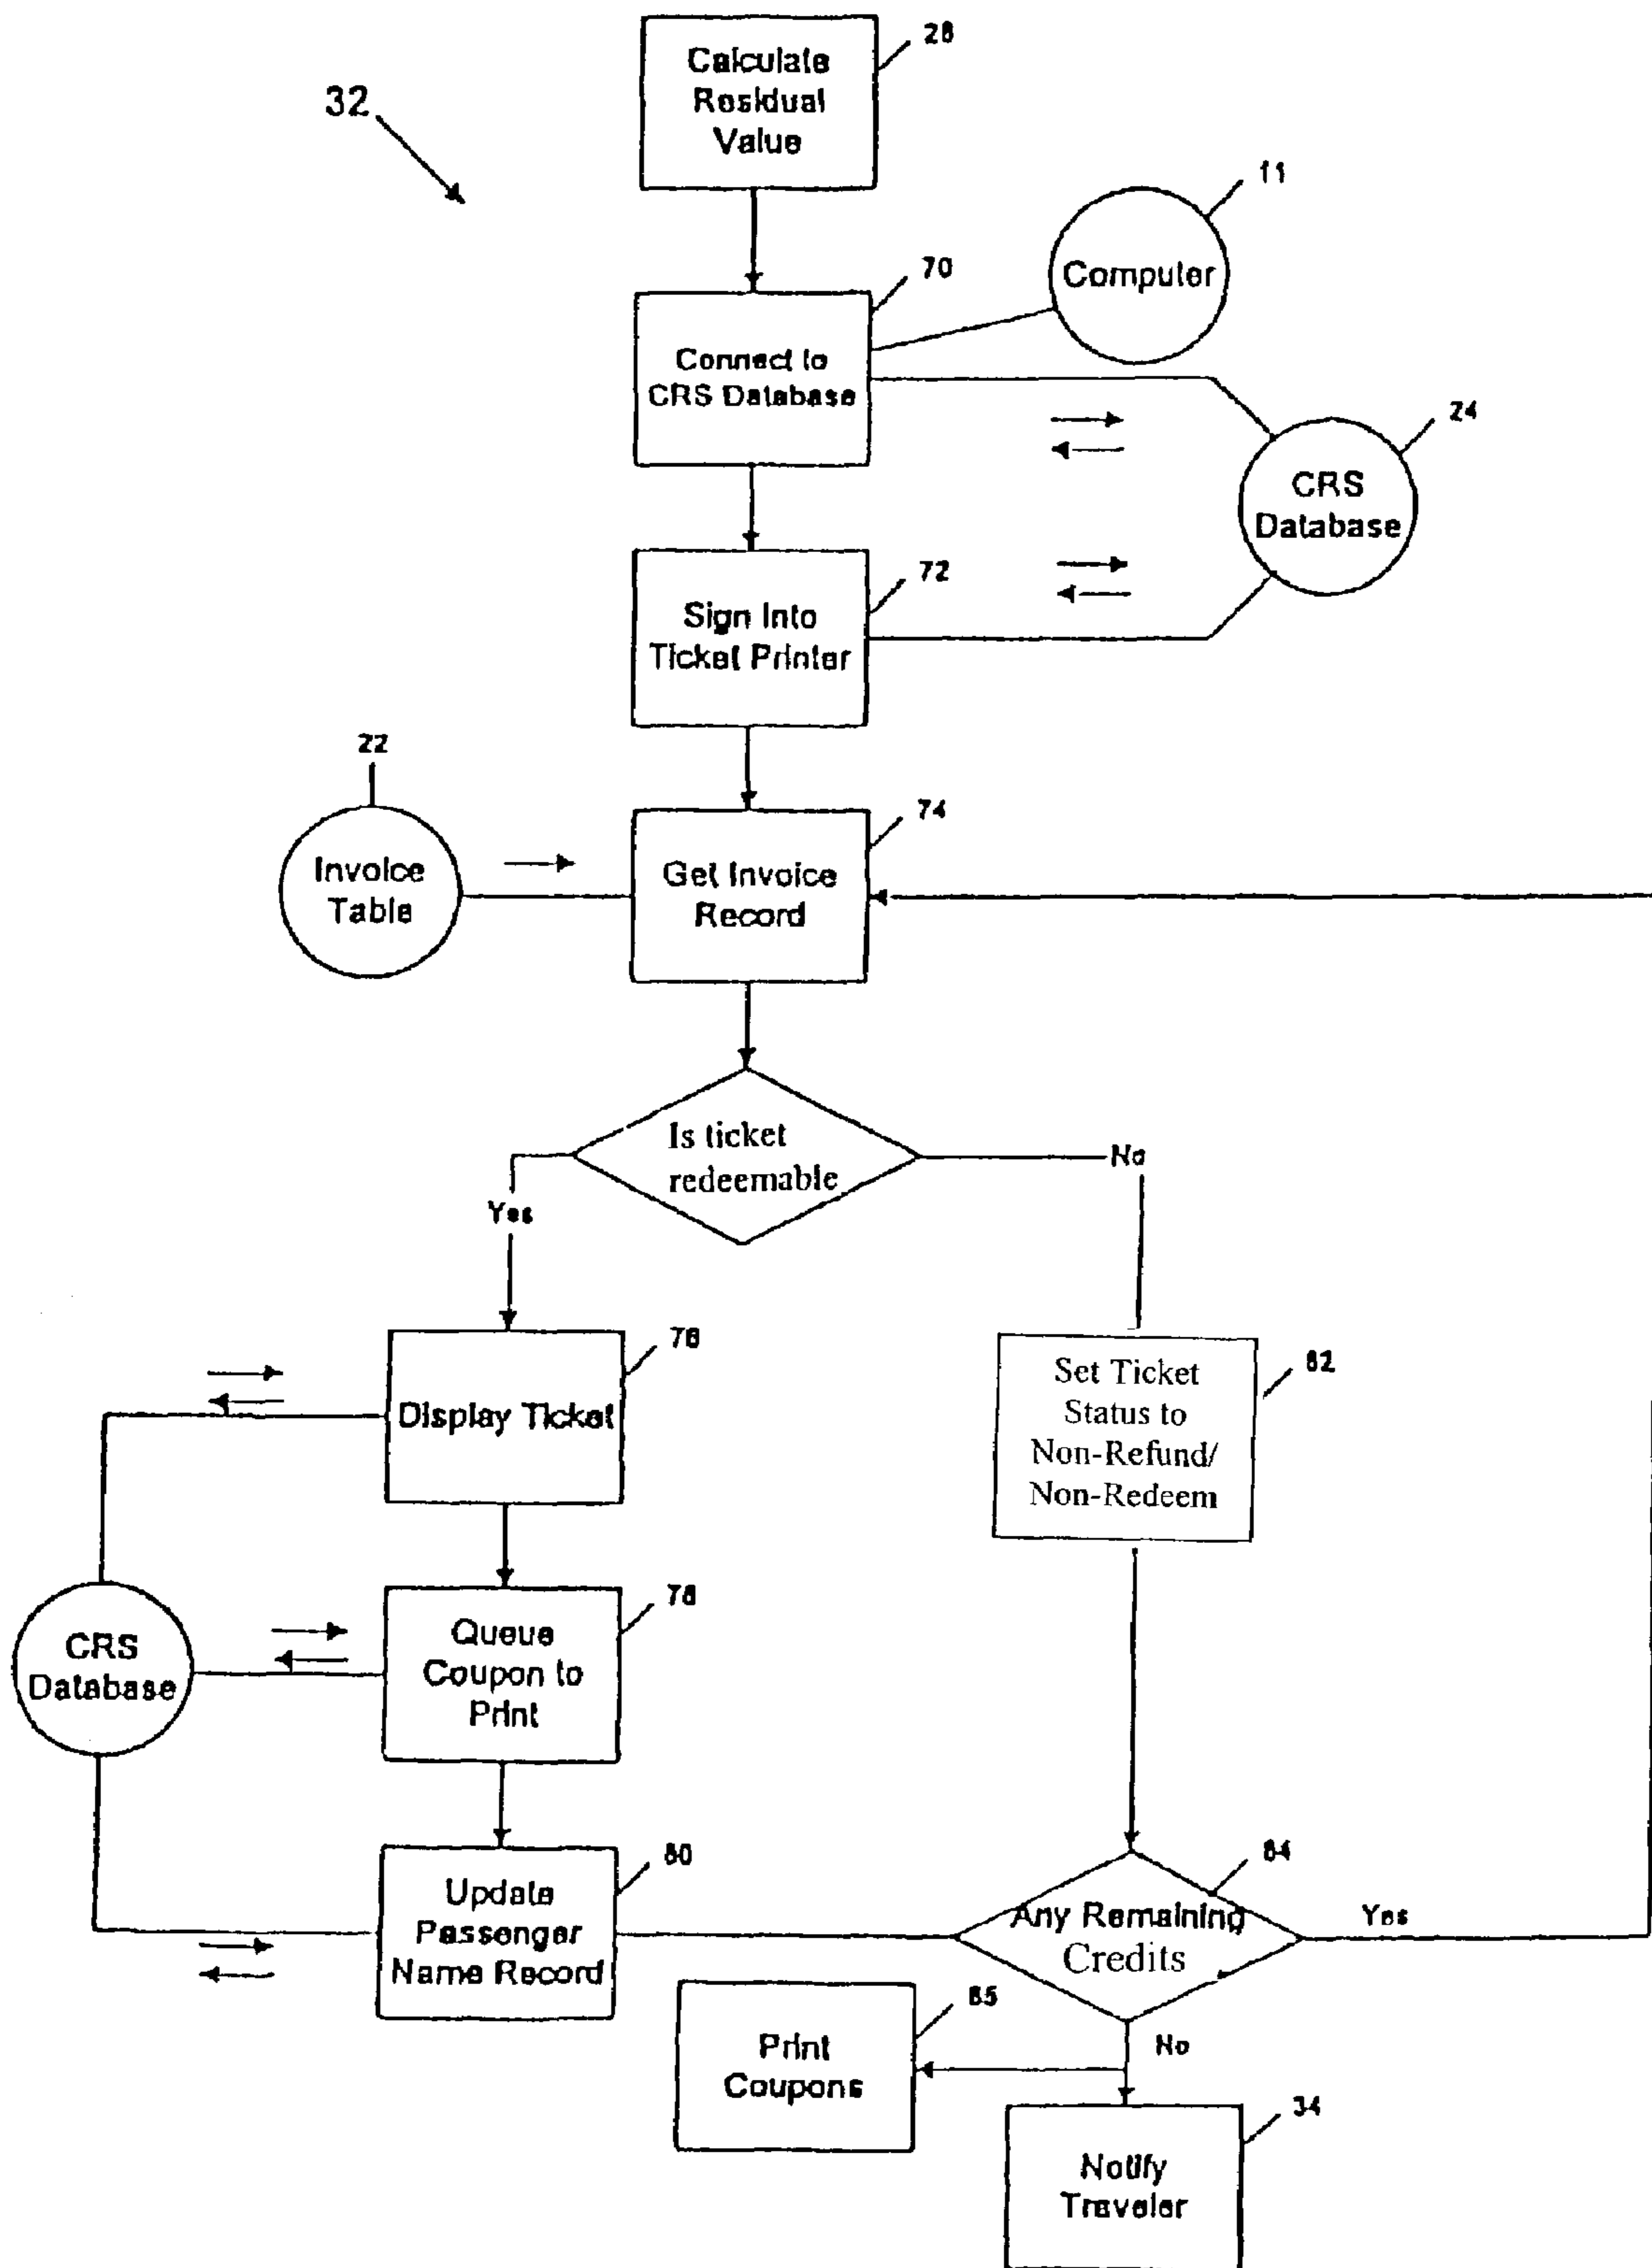 28
Calculate
Residual
Value
32
11
Computer
70
Connect to
CRS Database
24
CRS
Database
72
Sign Into
Ticket Printer
22
Invoice
Table
74
Get Invoice
Record
Is ticket
redeemable
No
Yes
76
Display Ticket
82
Set Ticket
Status to
Non-Refund/
Non-Redeem
78
Queue
Coupon to
Print
CRS
Database
80
Update
Passenger
Name Record
84
Any Remaining
Credits
Yes
85
Print
Coupons
No
34
Notify
Traveler